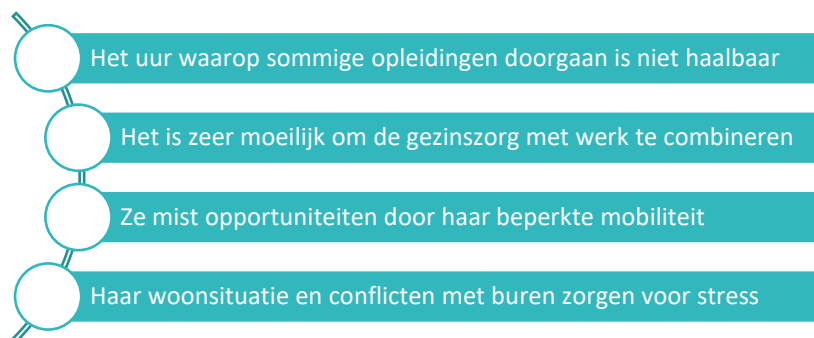 Het uur waarop sommige opleidingen doorgaan is niet haalbaar
Het is zeer moeilijk om de gezinszorg met werk te combineren
Ze mist opportuniteiten door haar beperkte mobiliteit
Haar woonsituatie en conflicten met buren zorgen voor stress